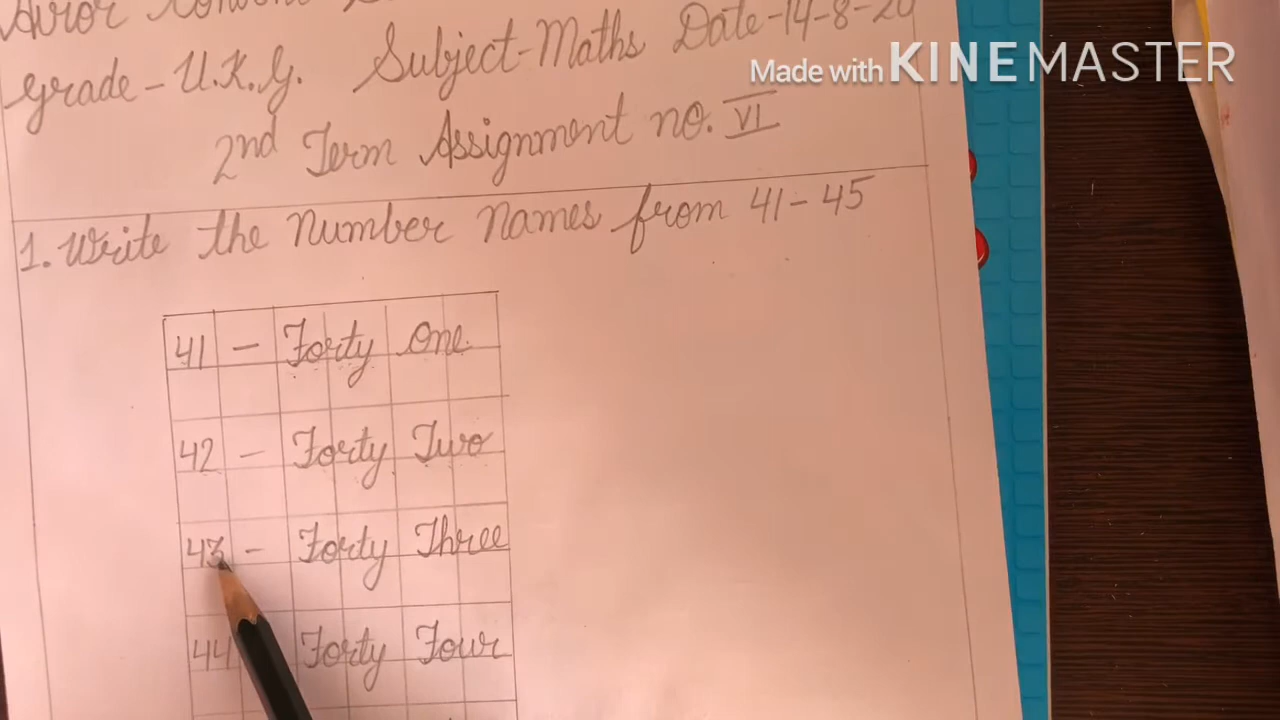 Convent
Grade - U.K.G. Subject - Maths Date - 14-8-20
Made with KINEMASTER
2nd Term Assignment no. VI
1. Write the Number Names from 41 - 45
41 - Forty One
42 - Forty Two
43 - Forty Three
44 Forty Four